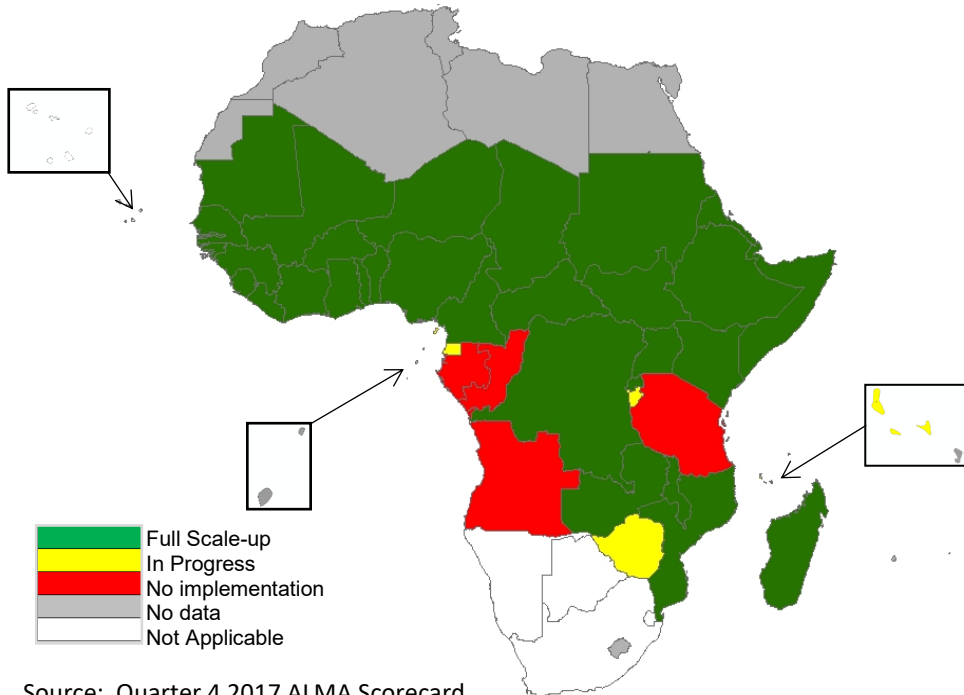 Full Scale-up
In Progress
No implementation
No data
Not Applicable
Source: Quarter 4 2017 ALMA Scorecard